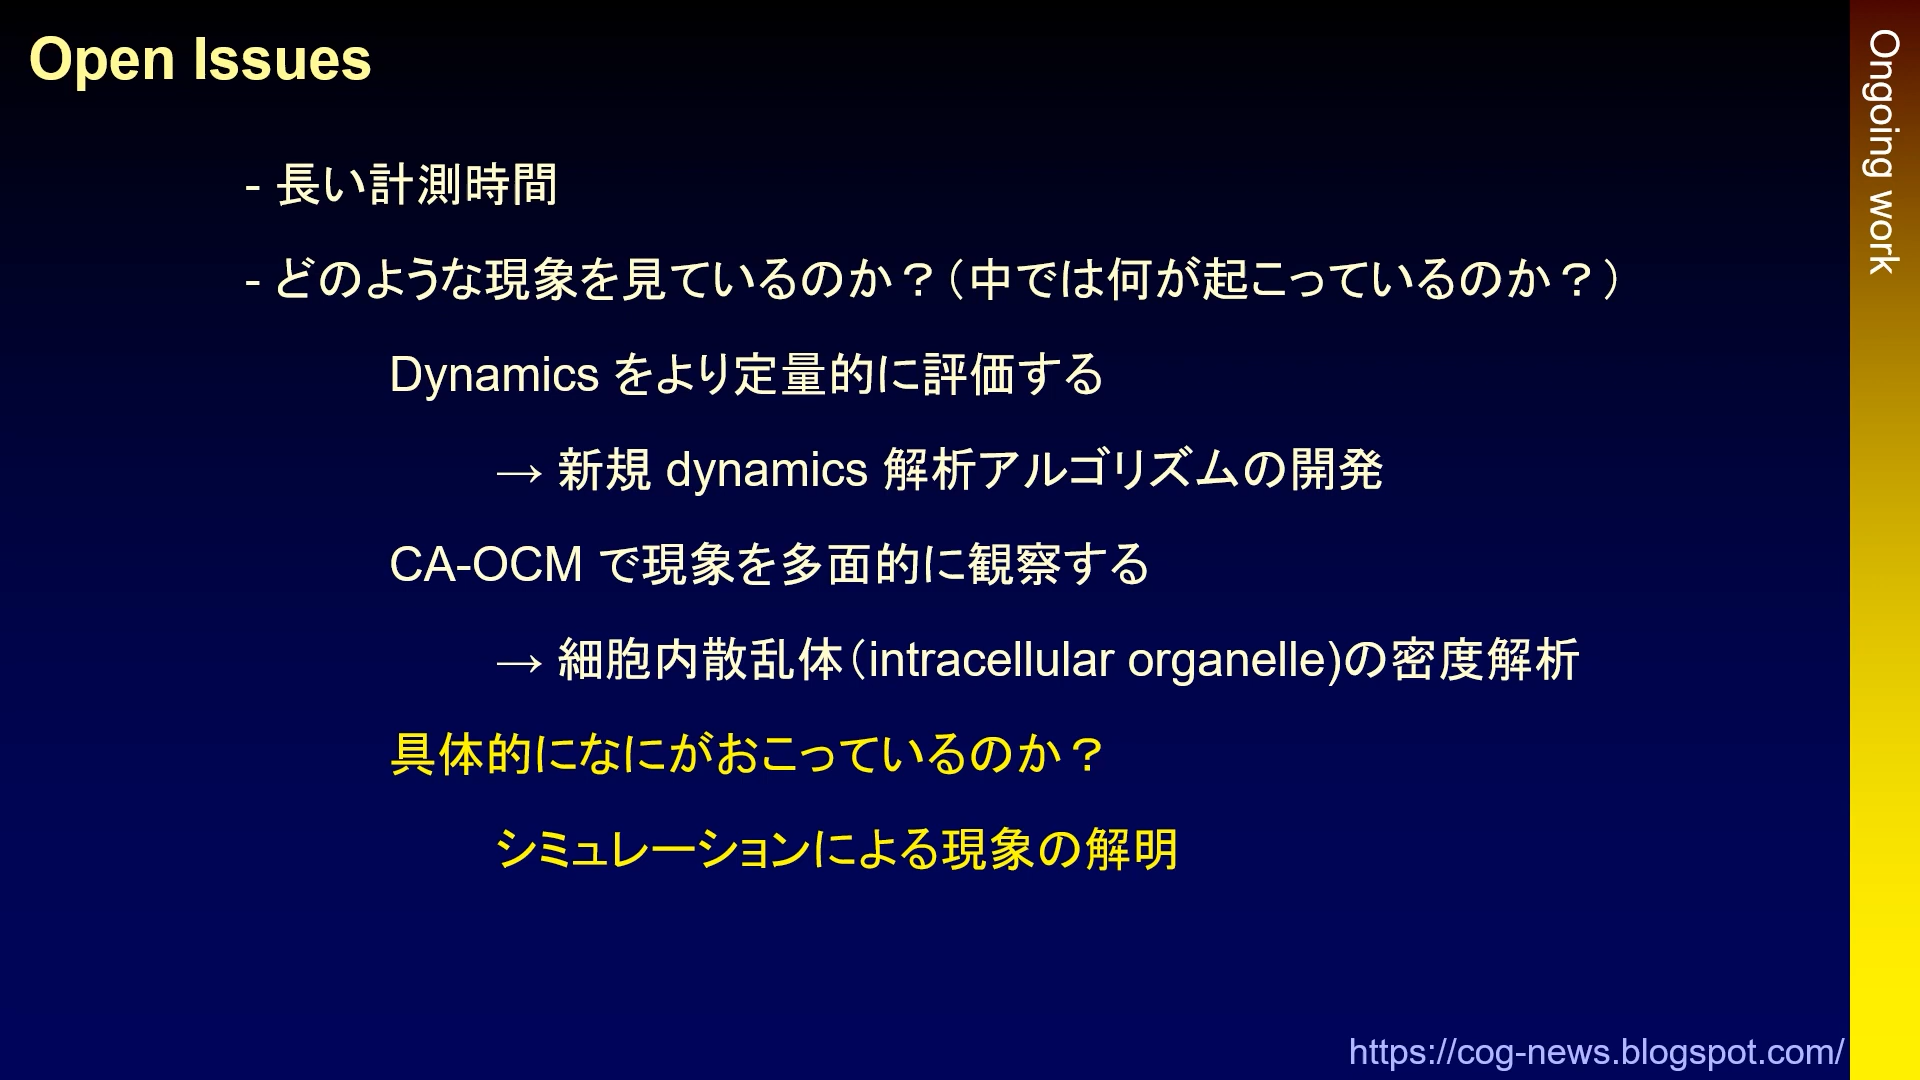 Open Issues
Ongoing work
- 長い計測時間
- どのような現象を見ているのか？（中では何が起こっているのか？）
Dynamics をより定量的に評価する
→ 新規 dynamics 解析アルゴリズムの開発
CA-OCM で現象を多面的に観察する
→ 細胞内散乱体（intracellular organelle)の密度解析
具体的になにがおこっているのか？
シミュレーションによる現象の解明
https://cog-news.blogspot.com/